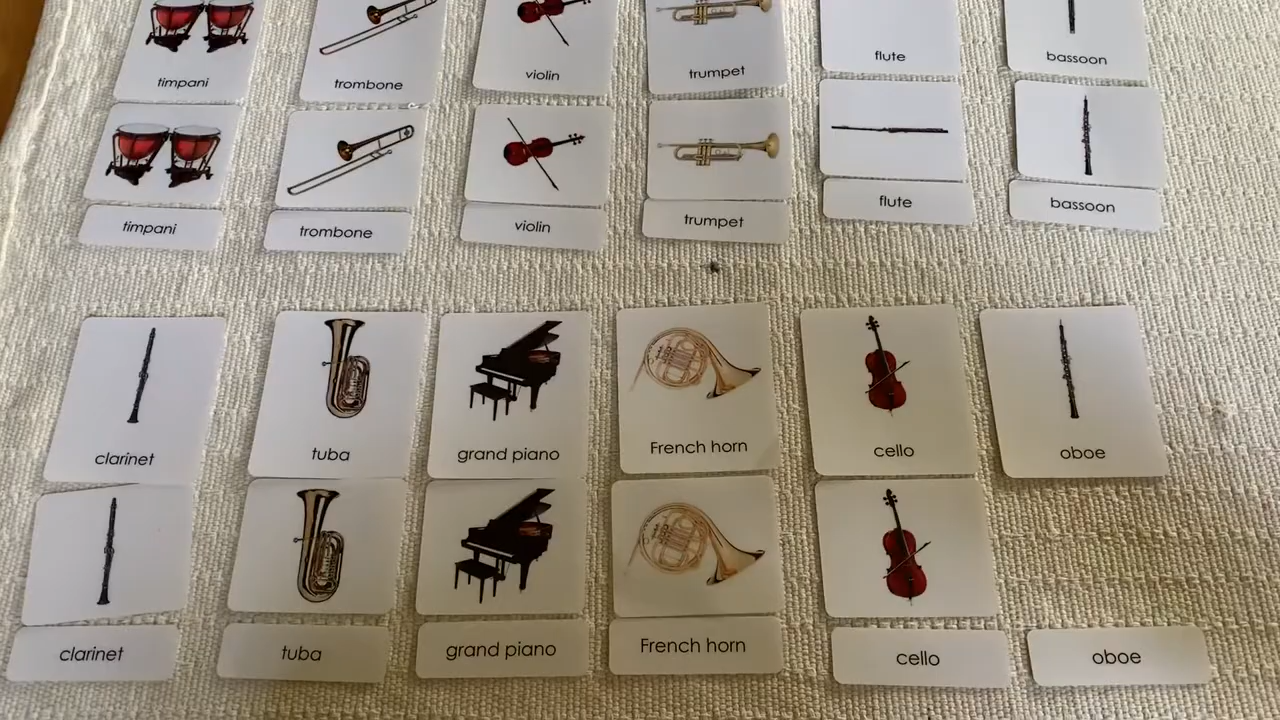 timpani
trombone
violin
trumpet
flute
bassoon
timpani
trombone
violin
trumpet
flute
bassoon
clarinet
tuba
grand piano
French horn
cello
oboe
clarinet
tuba
grand piano
French horn
cello
oboe